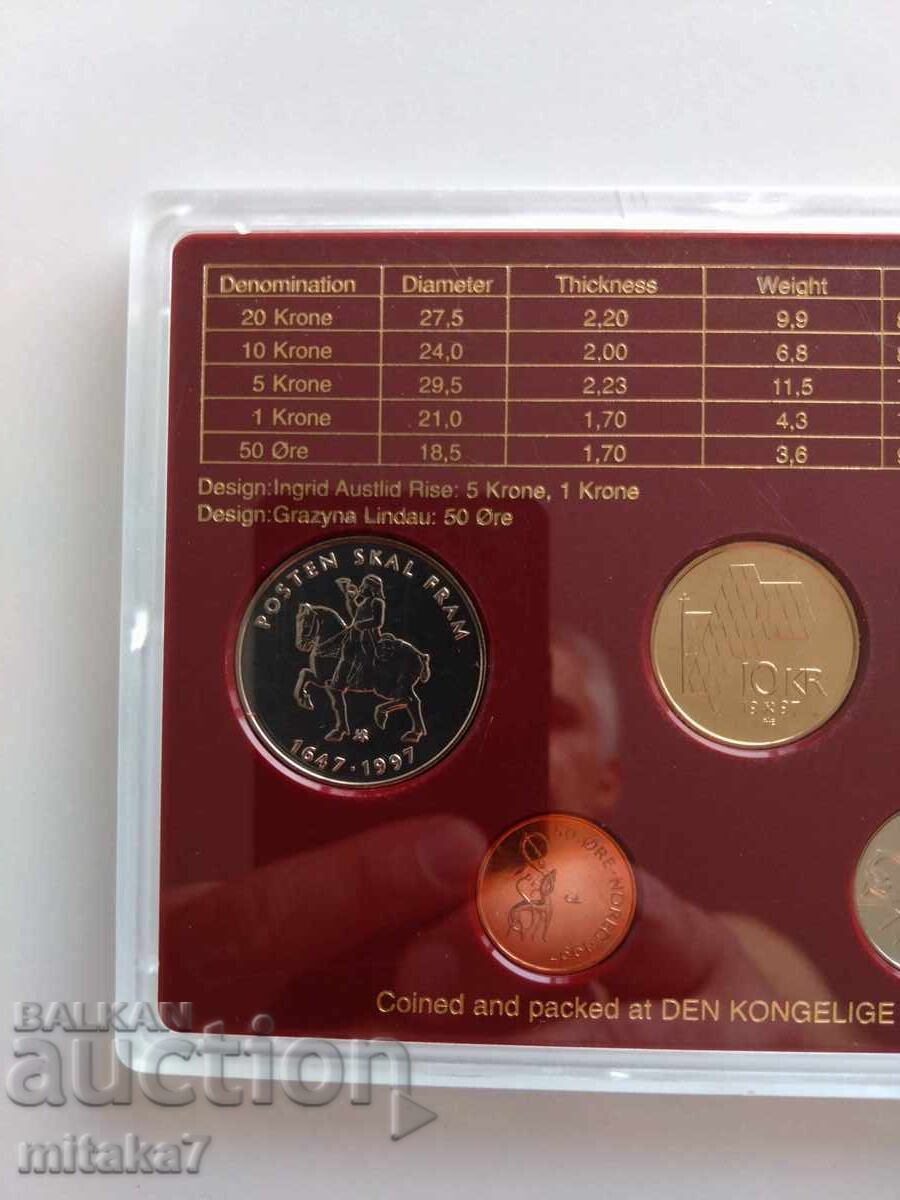 Denomination Diameter Thickness Weight
20 Krone 27,5 2,20 9,9
10 Krone 24,0 2,00 6,8
5 Krone 29,5 2,23 11,5
1 Krone 21,0 1,70 4,3
50 Øre 18,5 1,70 3,6
Design:Ingrid Austlid Rise: 5 Krone, 1 Krone
Design:Grazyna Lindau: 50 Øre
POSTEN SKAL FRAM
1647·1997
10 KR
1997
50 ØRE·NORGE·1997
Coined and packed at DEN KONGELIGE
BALKAN
auction
mitaka7